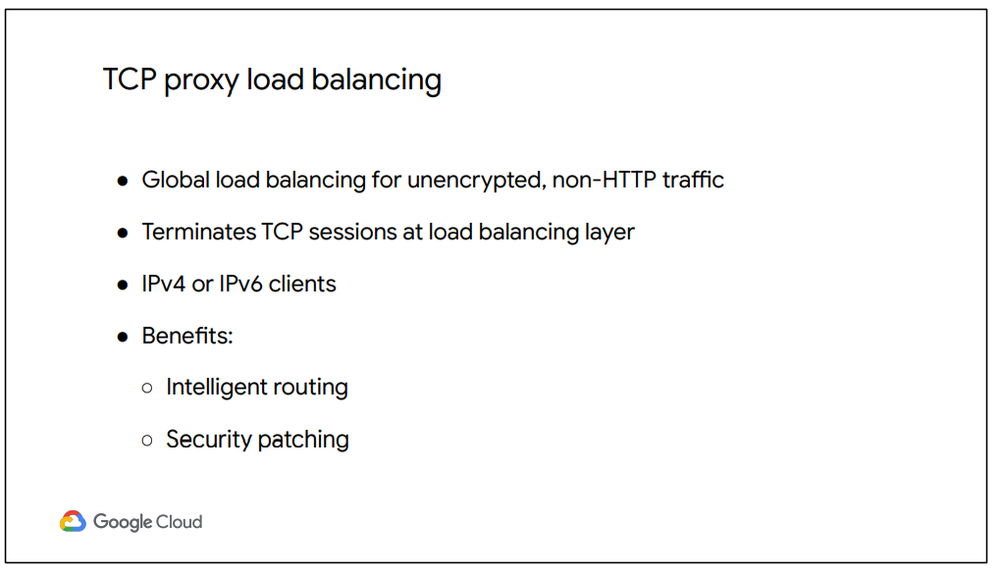 TCP proxy load balancing
● Global load balancing for unencrypted, non-HTTP traffic
● Terminates TCP sessions at load balancing layer
● IPv4 or IPv6 clients
● Benefits:
○ Intelligent routing
○ Security patching
Google Cloud